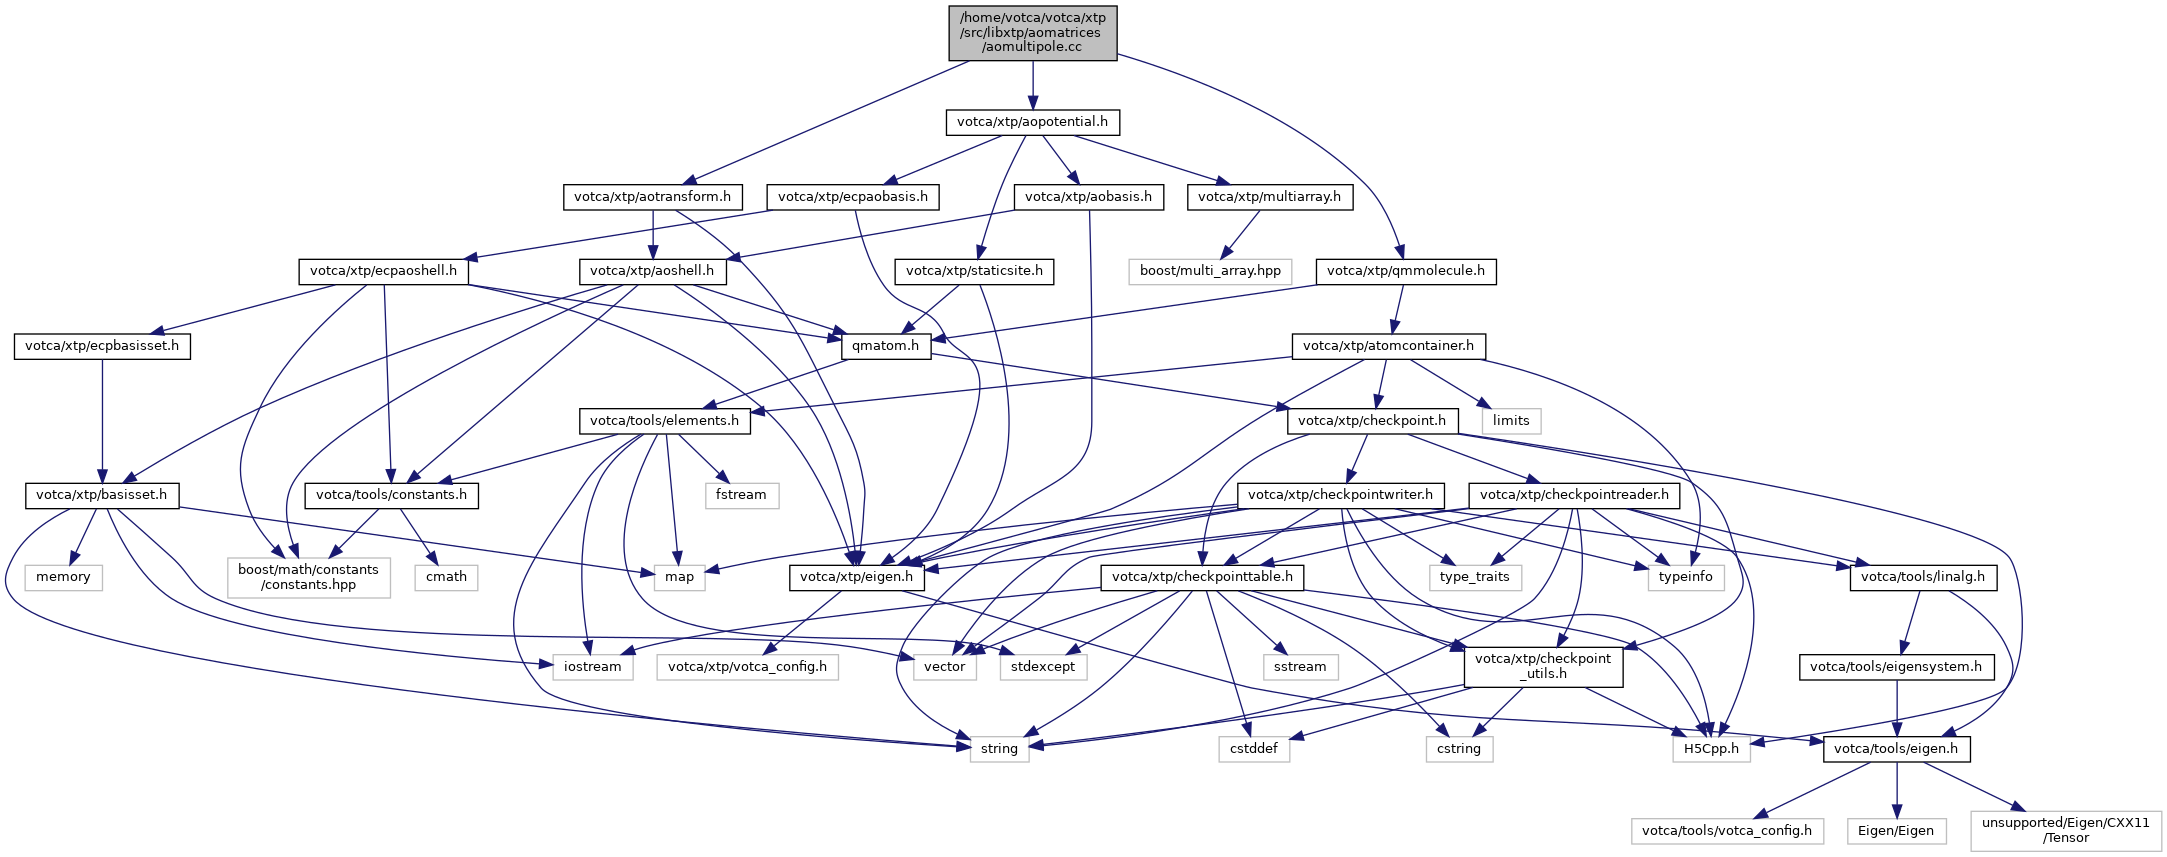 /home/votca/votca/xtp
/src/libxtp/aomatrices
/aomultipole.cc
votca/xtp/aopotential.h
votca/xtp/aotransform.h
votca/xtp/ecpaobasis.h
votca/xtp/aobasis.h
votca/xtp/multiarray.h
votca/xtp/ecpaoshell.h
votca/xtp/aoshell.h
votca/xtp/staticsite.h
boost/multi_array.hpp
votca/xtp/qmmolecule.h
votca/xtp/ecpbasisset.h
qmatom.h
votca/xtp/atomcontainer.h
votca/tools/elements.h
votca/xtp/checkpoint.h
limits
votca/xtp/basisset.h
votca/tools/constants.h
fstream
votca/xtp/checkpointwriter.h
votca/xtp/checkpointreader.h
memory
boost/math/constants
/constants.hpp
cmath
map
votca/xtp/eigen.h
votca/xtp/checkpointtable.h
type_traits
typeinfo
votca/tools/linalg.h
iostream
votca/xtp/votca_config.h
vector
stdexcept
sstream
votca/xtp/checkpoint
_utils.h
votca/tools/eigensystem.h
string
cstddef
cstring
H5Cpp.h
votca/tools/eigen.h
votca/tools/votca_config.h
Eigen/Eigen
unsupported/Eigen/CXX11
/Tensor